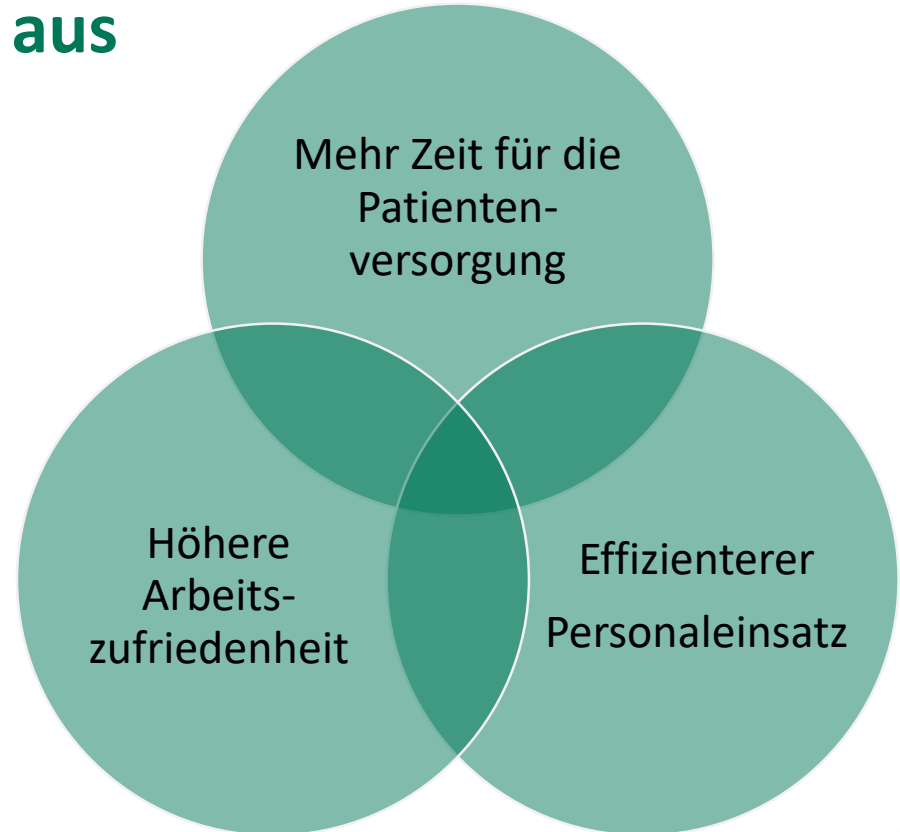 aus
Mehr Zeit für die
Patienten-
versorgung
Höhere
Arbeits-
zufriedenheit
Effizienterer
Personaleinsatz